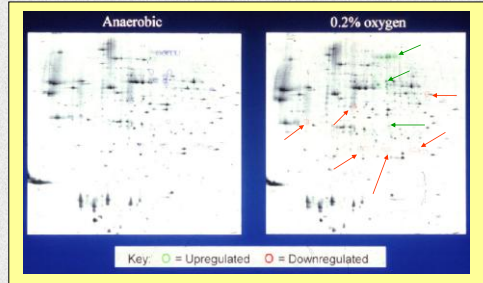 Anaerobic 0.2% oxygen
Key: O = Upregulated O = Downregulated